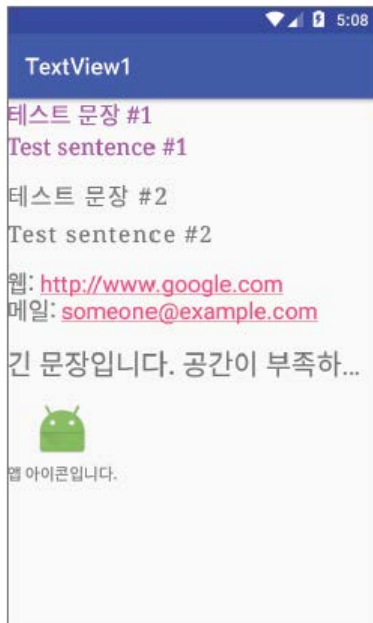 5:08
TextView1
테스트 문장 #1
Test sentence #1
테스트 문장 #2
Test sentence #2
웹: http://www.google.com
메일: someone@example.com
긴 문장입니다. 공간이 부족하...
앱 아이콘입니다.